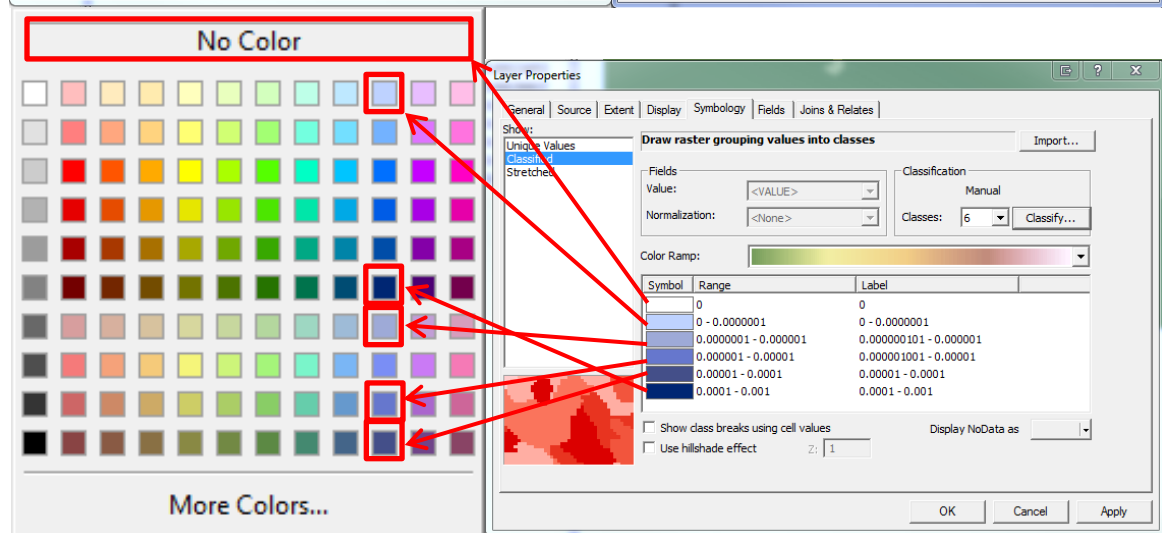 No Color
More Colors...
Layer Properties
General Source Extent Display Symbology Fields Joins & Relates
Show:
Unique Values
Classified
Stretched
Draw raster grouping values into classes
Import...
Fields
Value: <VALUE>
Normalization: <None>
Classification
Manual
Classes: 6 Classify...
Color Ramp:
Symbol Range Label
0 0
0 - 0.0000001 0 - 0.0000001
0.0000001 - 0.000001 0.000000101 - 0.000001
0.000001 - 0.00001 0.000001001 - 0.00001
0.00001 - 0.0001 0.00001 - 0.0001
0.0001 - 0.001 0.0001 - 0.001
Show class breaks using cell values
Display NoData as
Use hillshade effect Z: 1
OK Cancel Apply